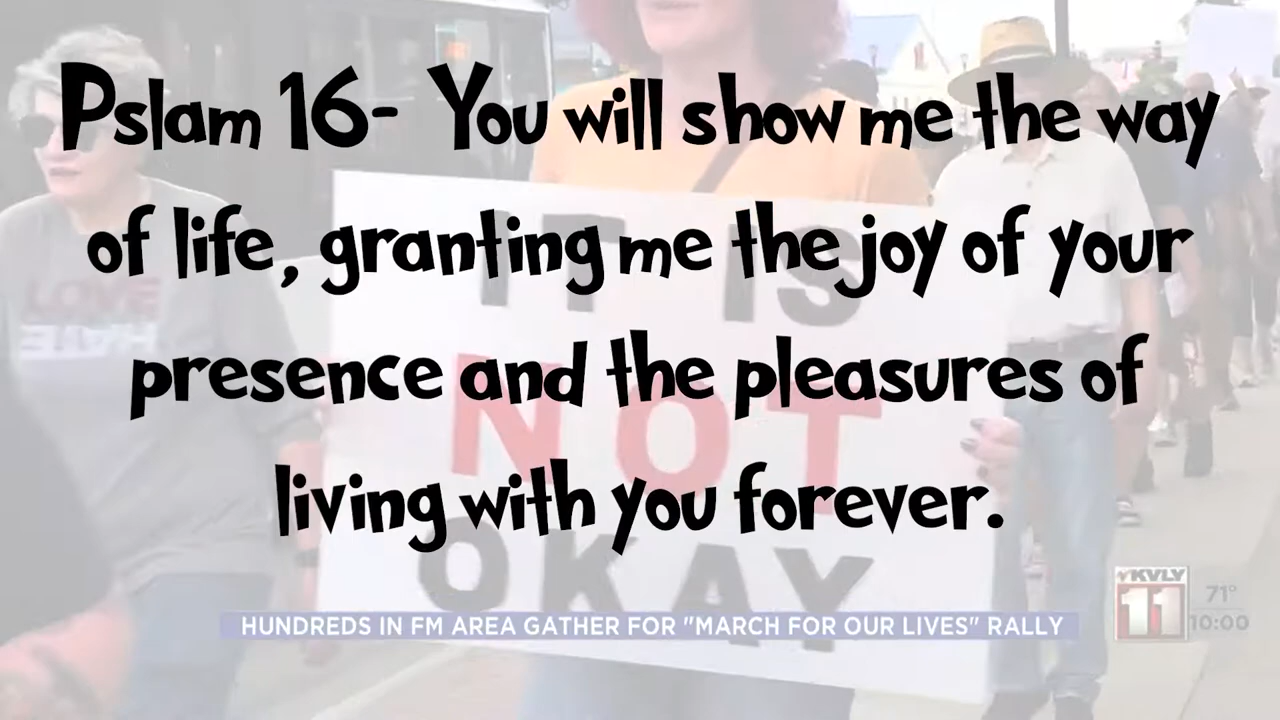 Pslam 16- You will show me the way
of life, granting me the joy of your
presence and the pleasures of
living with you forever.
LOVE
HATE
IT IS
NOT
OKAY
HUNDREDS IN FM AREA GATHER FOR "MARCH FOR OUR LIVES" RALLY
KVLY
11
71°
10:00